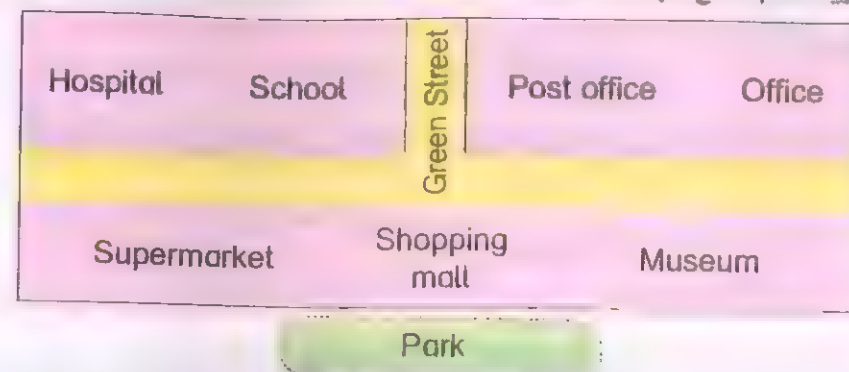 Hospital School Green Street Post office Office
Supermarket Shopping mall Museum
Park